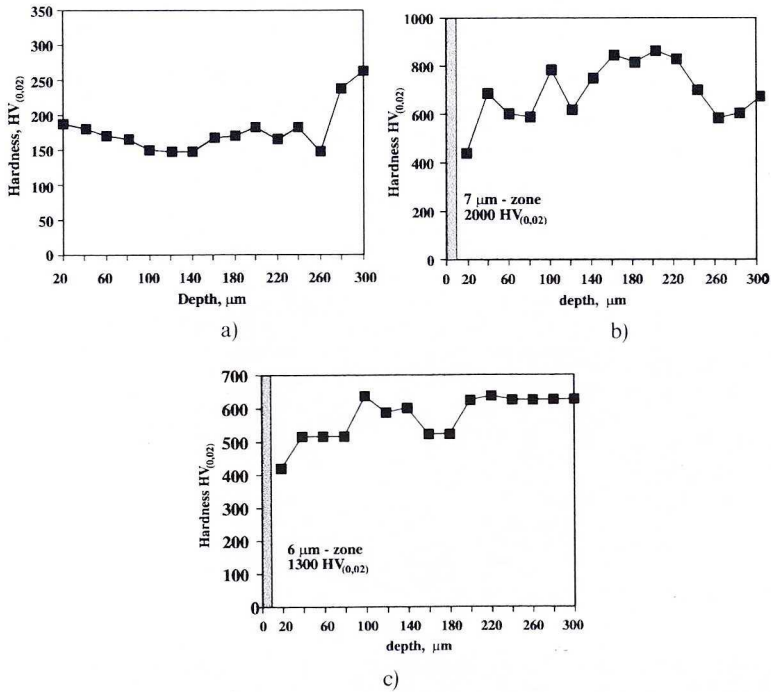 350
300
250
200
150
100
50
0
Hardness, HV(0,02)
20 60 100 140 180 220 260 300
Depth, μm
a)
1000
800
600
400
200
0
Hardness HV(0,02)
7 μm - zone
2000 HV(0,02)
0 20 60 100 140 180 220 260 300
depth, μm
b)
700
600
500
400
300
200
100
0
Hardness HV(0,02)
6 μm - zone
1300 HV(0,02)
0 20 60 100 140 180 220 260 300
depth, μm
c)